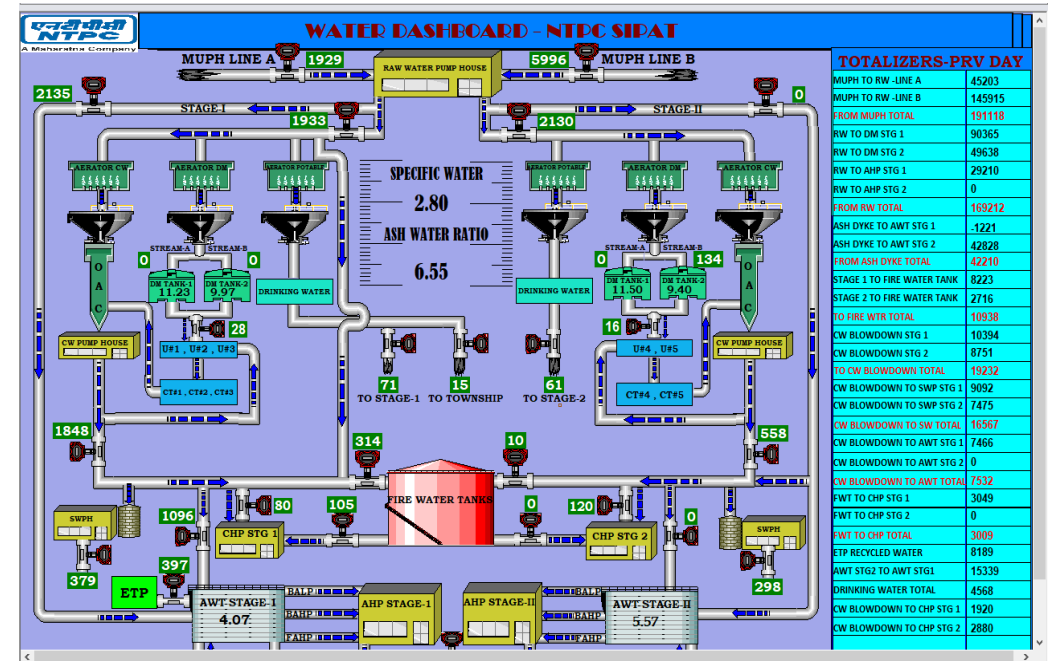 एनटीपीसी
NTPC
A Maharatna Company
WATER DASHBOARD - NTPC SIPAT
MUPH LINE A 1929
RAW WATER PUMP HOUSE
5996 MUPH LINE B
2135
STAGE-I
STAGE-II
0
1933
2130
AERATOR CW
AERATOR DM
AERATOR POTABLE
AERATOR POTABLE
AERATOR DM
AERATOR CW
SPECIFIC WATER
2.80
ASH WATER RATIO
6.55
STREAM-A STREAM-B
0 0
OAC
DM TANK-1
11.23
DM TANK-2
9.97
DRINKING WATER
28
CW PUMP HOUSE
U#1 , U#2 , U#3
CT#1 , CT#2 , CT#3
STREAM-A STREAM-B
0 134
DRINKING WATER
DM TANK-1
11.50
DM TANK-2
9.40
OAC
16
U#4 , U#5
CW PUMP HOUSE
CT#4 , CT#5
71 15 61
TO STAGE-1 TO TOWNSHIP TO STAGE-2
1848
314
10
558
FIRE WATER TANKS
SWPH
379
1096
80
105
CHP STG 1
0
120
CHP STG 2
0
SWPH
298
397
ETP
AWT-STAGE-I
4.07
BALP
BAHP
FAHP
AHP STAGE-1
AHP STAGE-II
BALP
BAHP
FAHP
AWT-STAGE-II
5.57
TOTALIZERS-PRV DAY
MUPH TO RW -LINE A 45203
MUPH TO RW -LINE B 145915
FROM MUPH TOTAL 191118
RW TO DM STG 1 90365
RW TO DM STG 2 49638
RW TO AHP STG 1 29210
RW TO AHP STG 2 0
FROM RW TOTAL 169212
ASH DYKE TO AWT STG 1 -1221
ASH DYKE TO AWT STG 2 42828
FROM ASH DYKE TOTAL 42210
STAGE 1 TO FIRE WATER TANK 8223
STAGE 2 TO FIRE WATER TANK 2716
TO FIRE WTR TOTAL 10938
CW BLOWDOWN STG 1 10394
CW BLOWDOWN STG 2 8751
TO CW BLOWDOWN TOTAL 19232
CW BLOWDOWN TO SWP STG 1 9092
CW BLOWDOWN TO SWP STG 2 7475
CW BLOWDOWN TO SW TOTAL 16567
CW BLOWDOWN TO AWT STG 1 7466
CW BLOWDOWN TO AWT STG 2 0
CW BLOWDOWN TO AWT TOTAL 7532
FWT TO CHP STG 1 3049
FWT TO CHP STG 2 0
FWT TO CHP TOTAL 3009
ETP RECYCLED WATER 8189
AWT STG2 TO AWT STG1 15339
DRINKING WATER TOTAL 4568
CW BLOWDOWN TO CHP STG 1 1920
CW BLOWDOWN TO CHP STG 2 2880